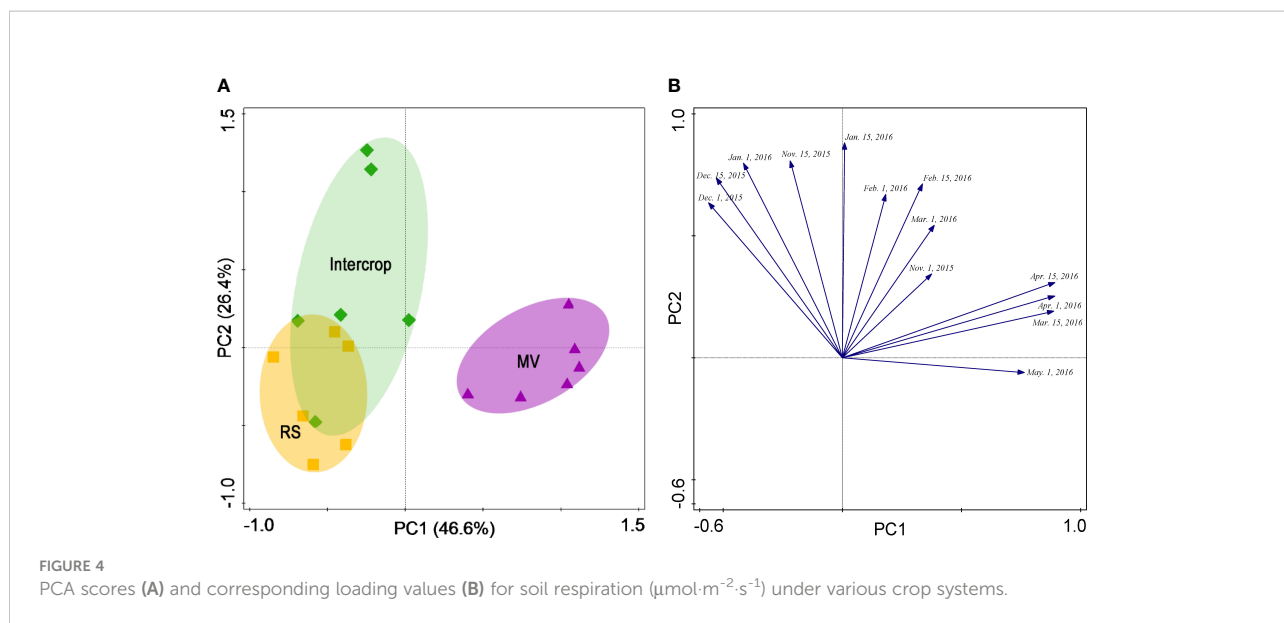 A
1.5
PC2 (26.4%)
-1.0
Intercrop
MV
RS
-1.0
PC1 (46.6%)
1.5
B
1.0
PC2
-0.6
Jan. 15, 2016
Nov. 15, 2015
Jan. 1, 2016
Dec. 15, 2015
Dec. 1, 2015
Feb. 15, 2016
Feb. 1, 2016
Mar. 1, 2016
Nov. 1, 2015
Apr. 15, 2016
Apr. 1, 2016
Mar. 15, 2016
May. 1, 2016
-0.6
PC1
1.0
FIGURE 4
PCA scores (A) and corresponding loading values (B) for soil respiration (μmol·m⁻²·s⁻¹) under various crop systems.